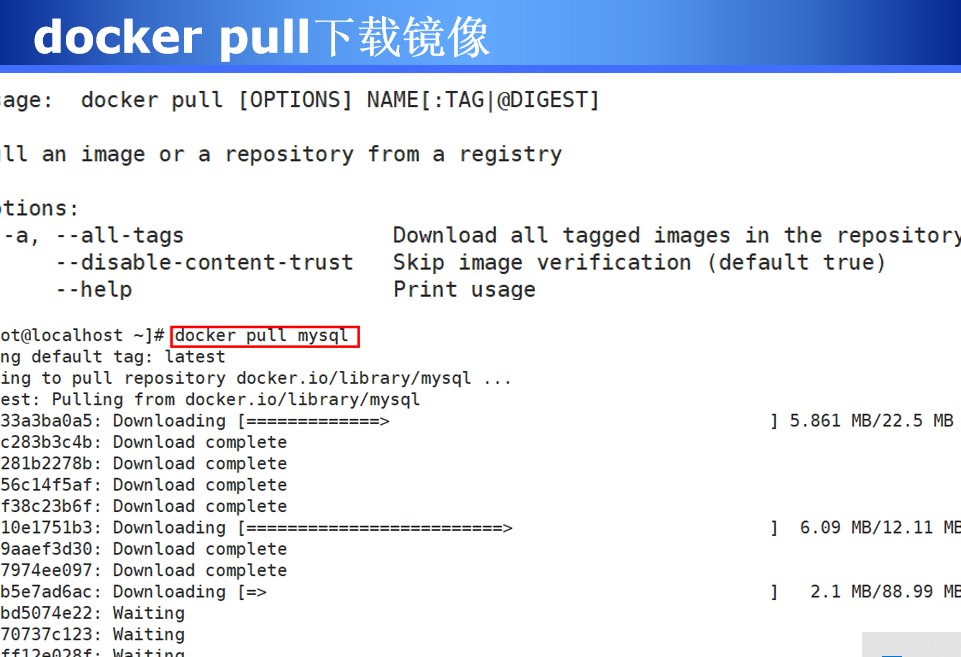 docker pull下载镜像
sage: docker pull [OPTIONS] NAME[:TAG|@DIGEST]
ull an image or a repository from a registry
ptions:
-a, --all-tags Download all tagged images in the repository
--disable-content-trust Skip image verification (default true)
--help Print usage
ot@localhost ~]# docker pull mysql
ng default tag: latest
ing to pull repository docker.io/library/mysql ...
est: Pulling from docker.io/library/mysql
33a3ba0a5: Downloading [=============> ] 5.861 MB/22.5 MB
c283b3c4b: Download complete
281b2278b: Download complete
56c14f5af: Download complete
f38c23b6f: Download complete
10e1751b3: Downloading [=========================> ] 6.09 MB/12.11 MB
9aaef3d30: Download complete
7974ee097: Download complete
b5e7ad6ac: Downloading [=> ] 2.1 MB/88.99 MB
bd5074e22: Waiting
70737c123: Waiting
ff12e028f: Waiting